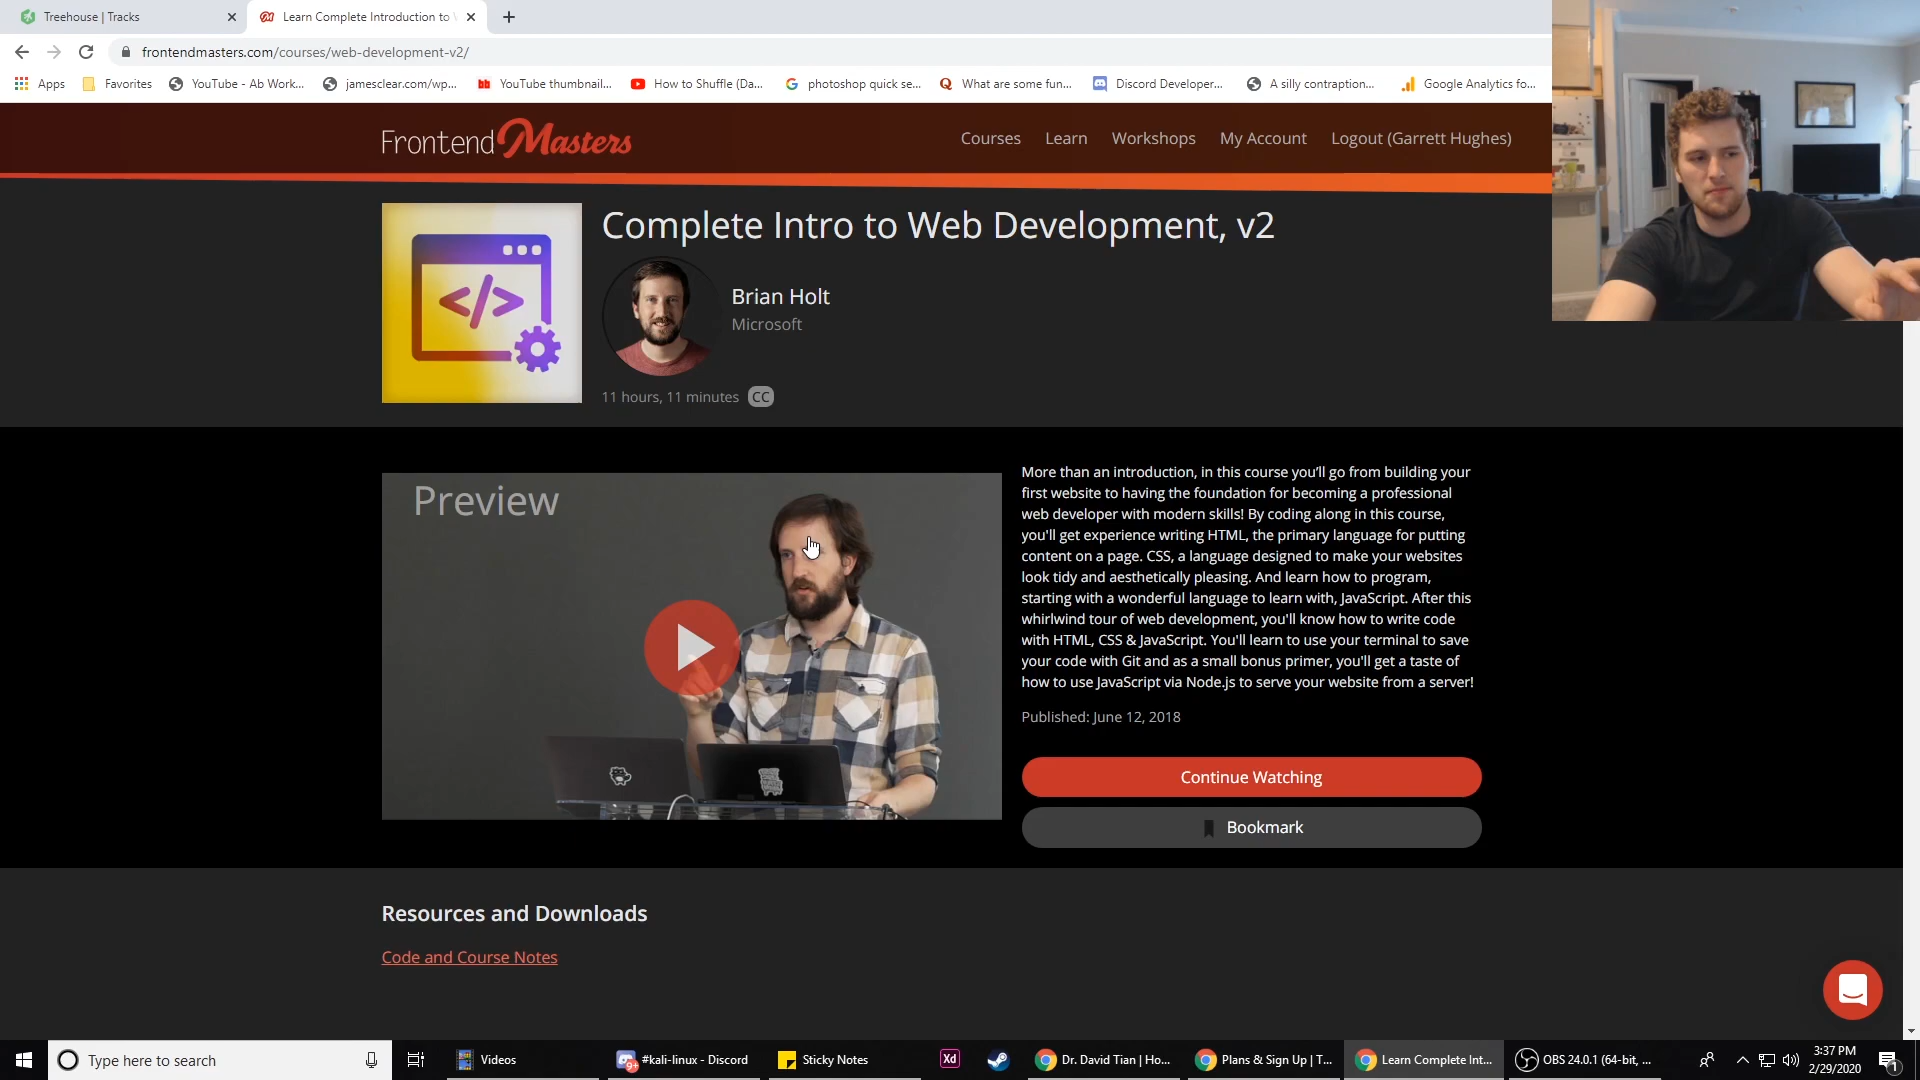 Treehouse | Tracks
Learn Complete Introduction to
frontendmasters.com/courses/web-development-v2/
Apps
Favorites
YouTube - Ab Work...
jamesclear.com/wp...
YouTube thumbnail...
How to Shuffle (Da...
photoshop quick se...
What are some fun...
Discord Developer...
A silly contraption...
Google Analytics fo...
Frontend Masters
Courses
Learn
Workshops
My Account
Logout (Garrett Hughes)
Complete Intro to Web Development, v2
Brian Holt
Microsoft
11 hours, 11 minutes CC
Preview
More than an introduction, in this course you'll go from building your
first website to having the foundation for becoming a professional
web developer with modern skills! By coding along in this course,
you'll get experience writing HTML, the primary language for putting
content on a page. CSS, a language designed to make your websites
look tidy and aesthetically pleasing. And learn how to program,
starting with a wonderful language to learn with, JavaScript. After this
whirlwind tour of web development, you'll know how to write code
with HTML, CSS & JavaScript. You'll learn to use your terminal to save
your code with Git and as a small bonus primer, you'll get a taste of
how to use JavaScript via Node.js to serve your website from a server!
Published: June 12, 2018
Continue Watching
Bookmark
Resources and Downloads
Code and Course Notes
Type here to search
Videos
9+
#kali-linux - Discord
Sticky Notes
Xd
Dr. David Tian | Ho...
Plans & Sign Up | T...
Learn Complete Int...
OBS 24.0.1 (64-bit, ...
3:37 PM
2/29/2020
1